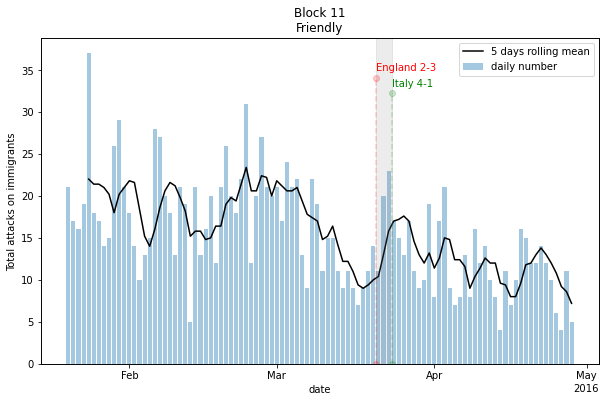 Block 11
Friendly
Total attacks on immigrants
35
30
25
20
15
10
5
0
England 2-3
Italy 4-1
5 days rolling mean
daily number
Feb
Mar
Apr
May
2016
date